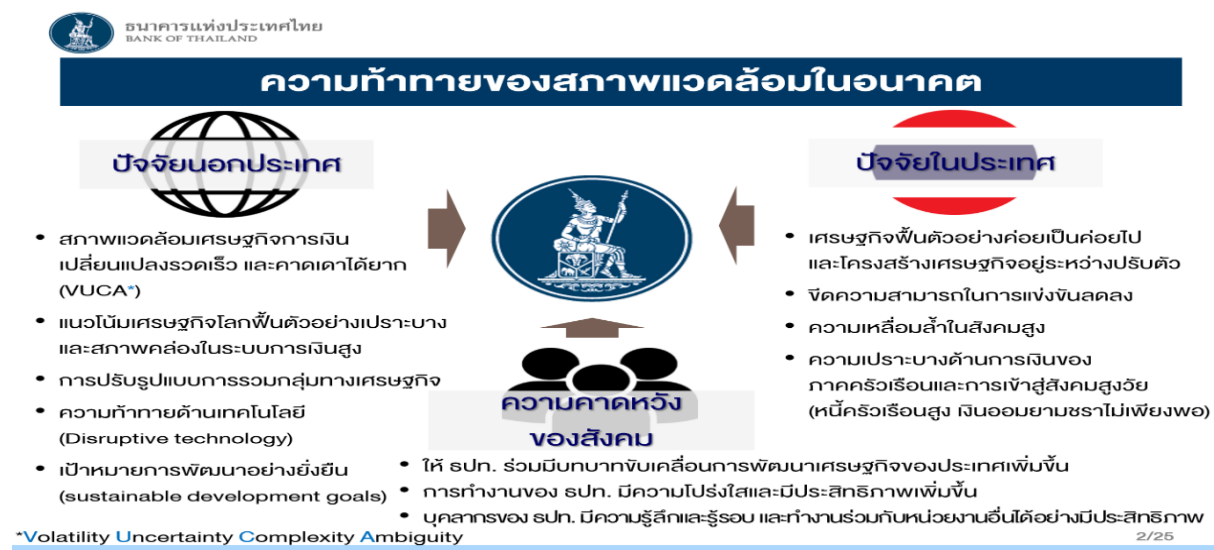 ธนาคารแห่งประเทศไทย
BANK OF THAILAND
ความท้าทายของสภาพแวดล้อมในอนาคต
ปัจจัยนอกประเทศ
• สภาพแวดล้อมเศรษฐกิจการเงิน
เปลี่ยนแปลงรวดเร็ว และคาดเดาได้ยาก
(VUCA*)
• แนวโน้มเศรษฐกิจโลกฟื้นตัวอย่างเปราะบาง
และสภาพคล่องในระบบการเงินสูง
• การปรับรูปแบบการรวมกลุ่มทางเศรษฐกิจ
• ความท้าทายด้านเทคโนโลยี
(Disruptive technology)
• เป้าหมายการพัฒนาอย่างยั่งยืน
(sustainable development goals)
ปัจจัยในประเทศ
• เศรษฐกิจฟื้นตัวอย่างค่อยเป็นค่อยไป
และโครงสร้างเศรษฐกิจอยู่ระหว่างปรับตัว
• ขีดความสามารถในการแข่งขันลดลง
• ความเหลื่อมล้ำในสังคมสูง
• ความเปราะบางด้านการเงินของ
ภาคครัวเรือนและการเข้าสู่สังคมสูงวัย
(หนี้ครัวเรือนสูง เงินออมยามชราไม่เพียงพอ)
ความคาดหวัง
ของสังคม
• ให้ ธปท. ร่วมมีบทบาทขับเคลื่อนการพัฒนาเศรษฐกิจของประเทศเพิ่มขึ้น
• การทำงานของ ธปท. มีความโปร่งใสและมีประสิทธิภาพเพิ่มขึ้น
• บุคลากรของ ธปท. มีความรู้ลึกและรู้รอบ และทำงานร่วมกับหน่วยงานอื่นได้อย่างมีประสิทธิภาพ
*Volatility Uncertainty Complexity Ambiguity
2/25